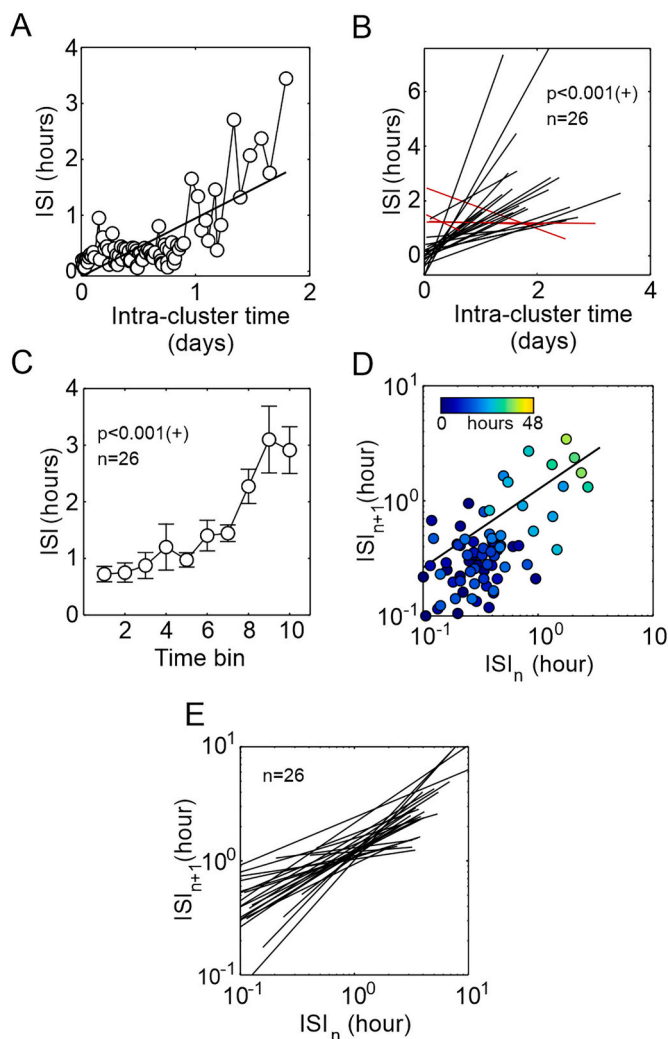 A
4
3
2
1
0
ISI (hours)
0
1
2
Intra-cluster time
(days)
B
6
4
2
0
ISI (hours)
p<0.001(+)
n=26
0
2
4
Intra-cluster time
(days)
C
4
3
2
1
0
ISI (hours)
p<0.001(+)
n=26
2 4 6 8 10
Time bin
D
10^1
10^0
10^-1
ISI_n+1(hour)
0 hours 48
10^-1 10^0 10
ISI_n (hour)
E
10^1
10^0
10^-1
ISI_n+1(hour)
n=26
10^-1 10^0 10^1
ISI_n (hour)